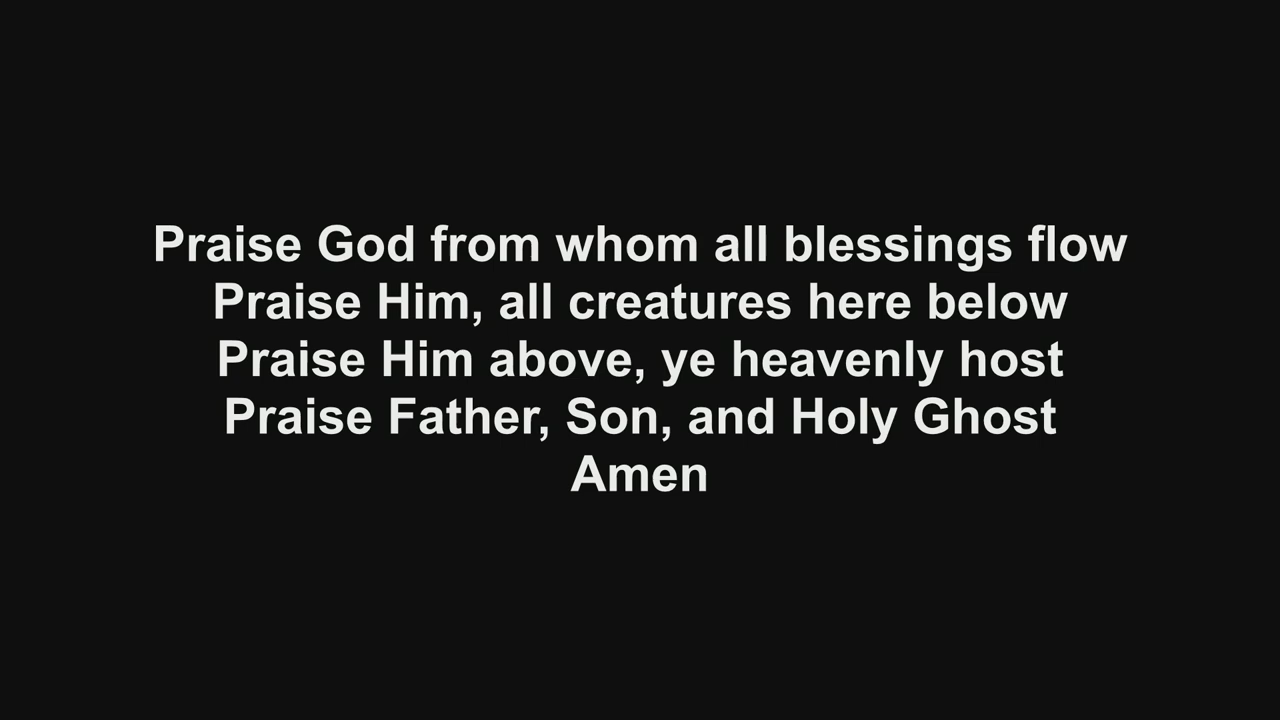 Praise God from whom all blessings flow
Praise Him, all creatures here below
Praise Him above, ye heavenly host
Praise Father, Son, and Holy Ghost
Amen